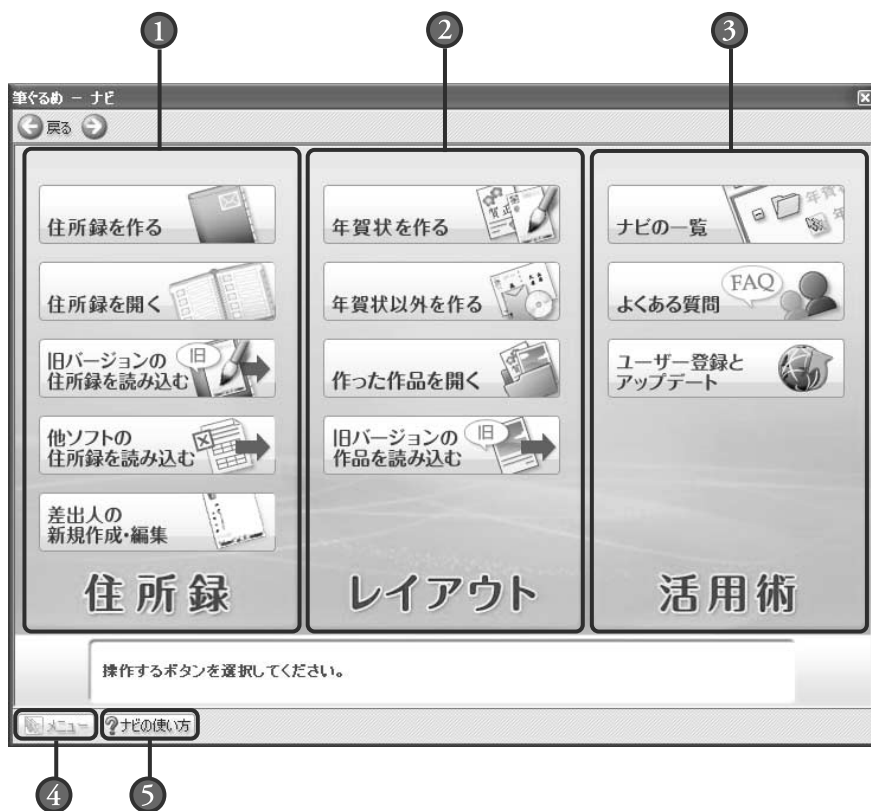 1
2
3
筆ぐるめ － ナビ
戻る
住所録を作る
住所録を開く
旧バージョンの
住所録を読み込む
旧
他ソフトの
住所録を読み込む
差出人の
新規作成・編集
住所録
年賀状を作る
年賀状以外を作る
作った作品を開く
旧バージョンの
作品を読み込む
旧
レイアウト
ナビの一覧
よくある質問
FAQ
ユーザー登録と
アップデート
活用術
操作するボタンを選択してください。
メニュー
?ナビの使い方
4
5